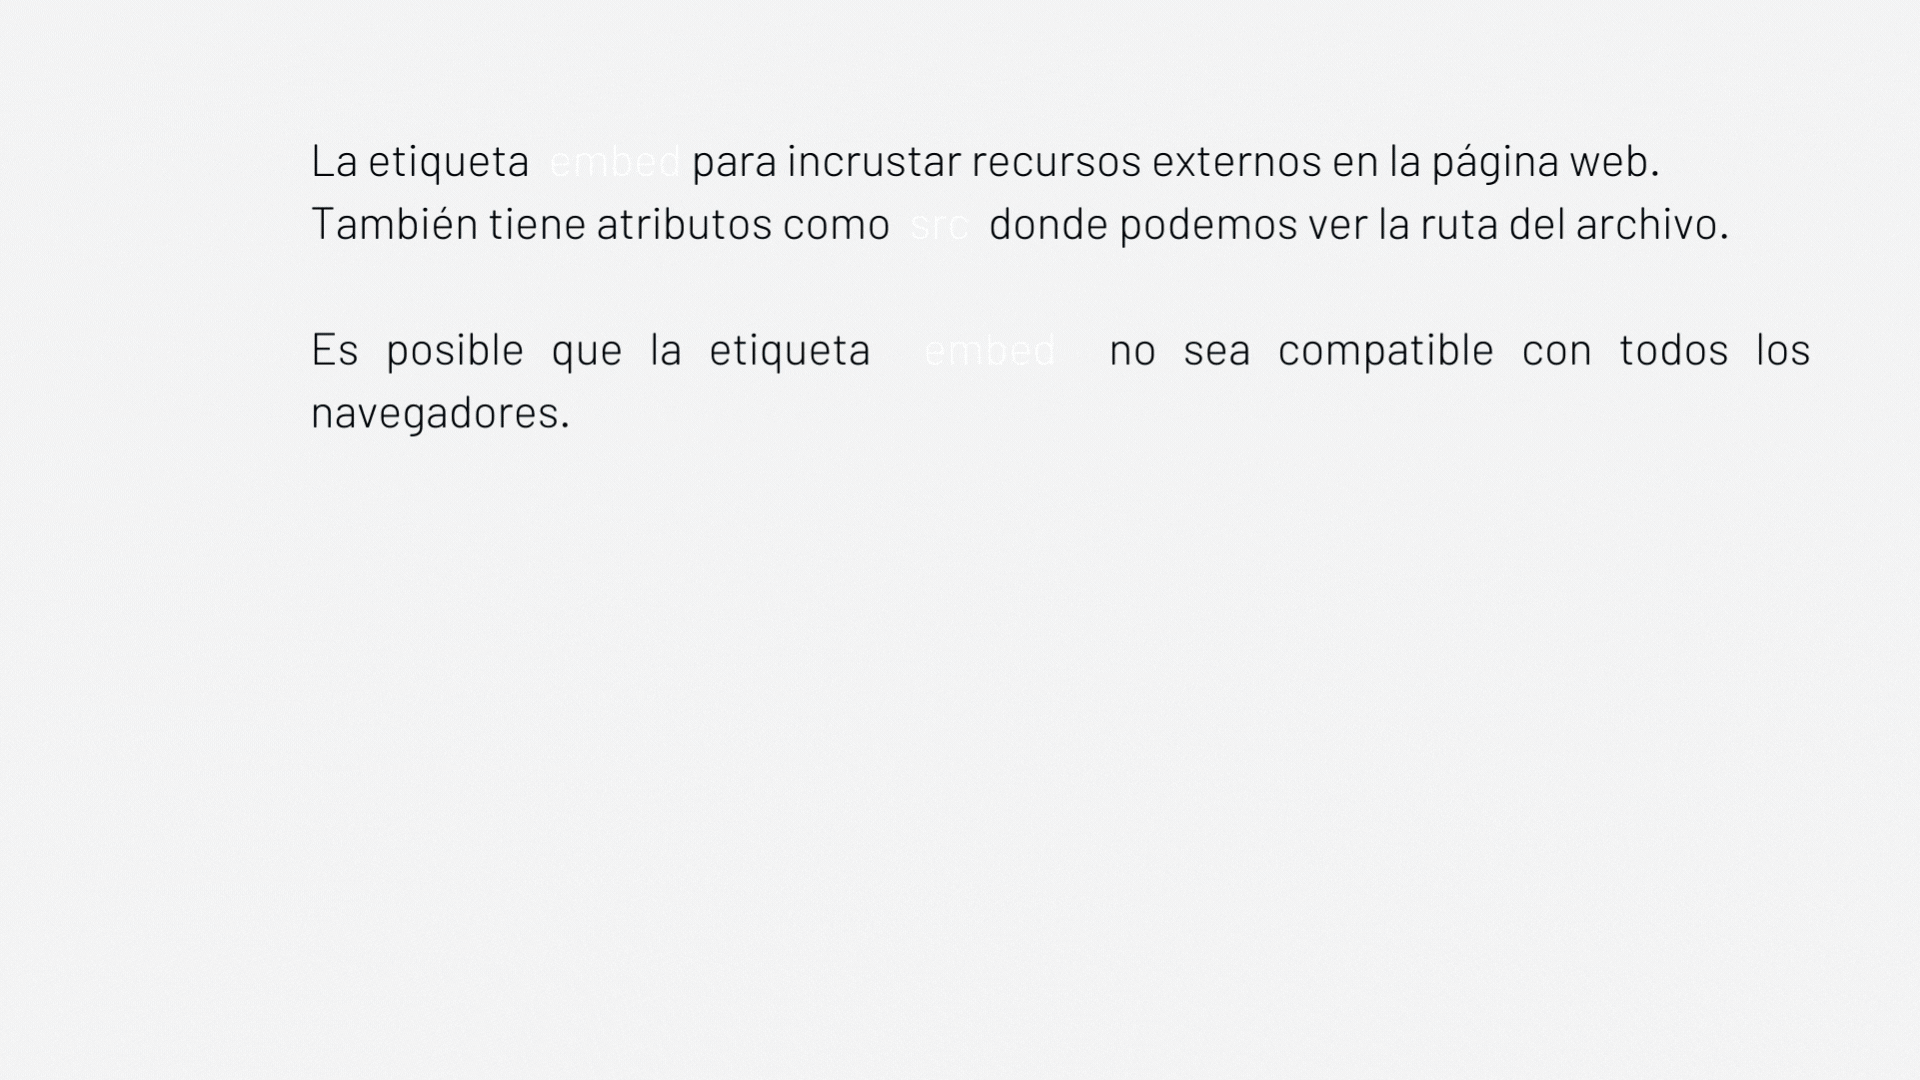 La etiqueta embed para incrustar recursos externos en la página web.
También tiene atributos como src donde podemos ver la ruta del archivo.
Es posible que la etiqueta embed no sea compatible con todos los
navegadores.